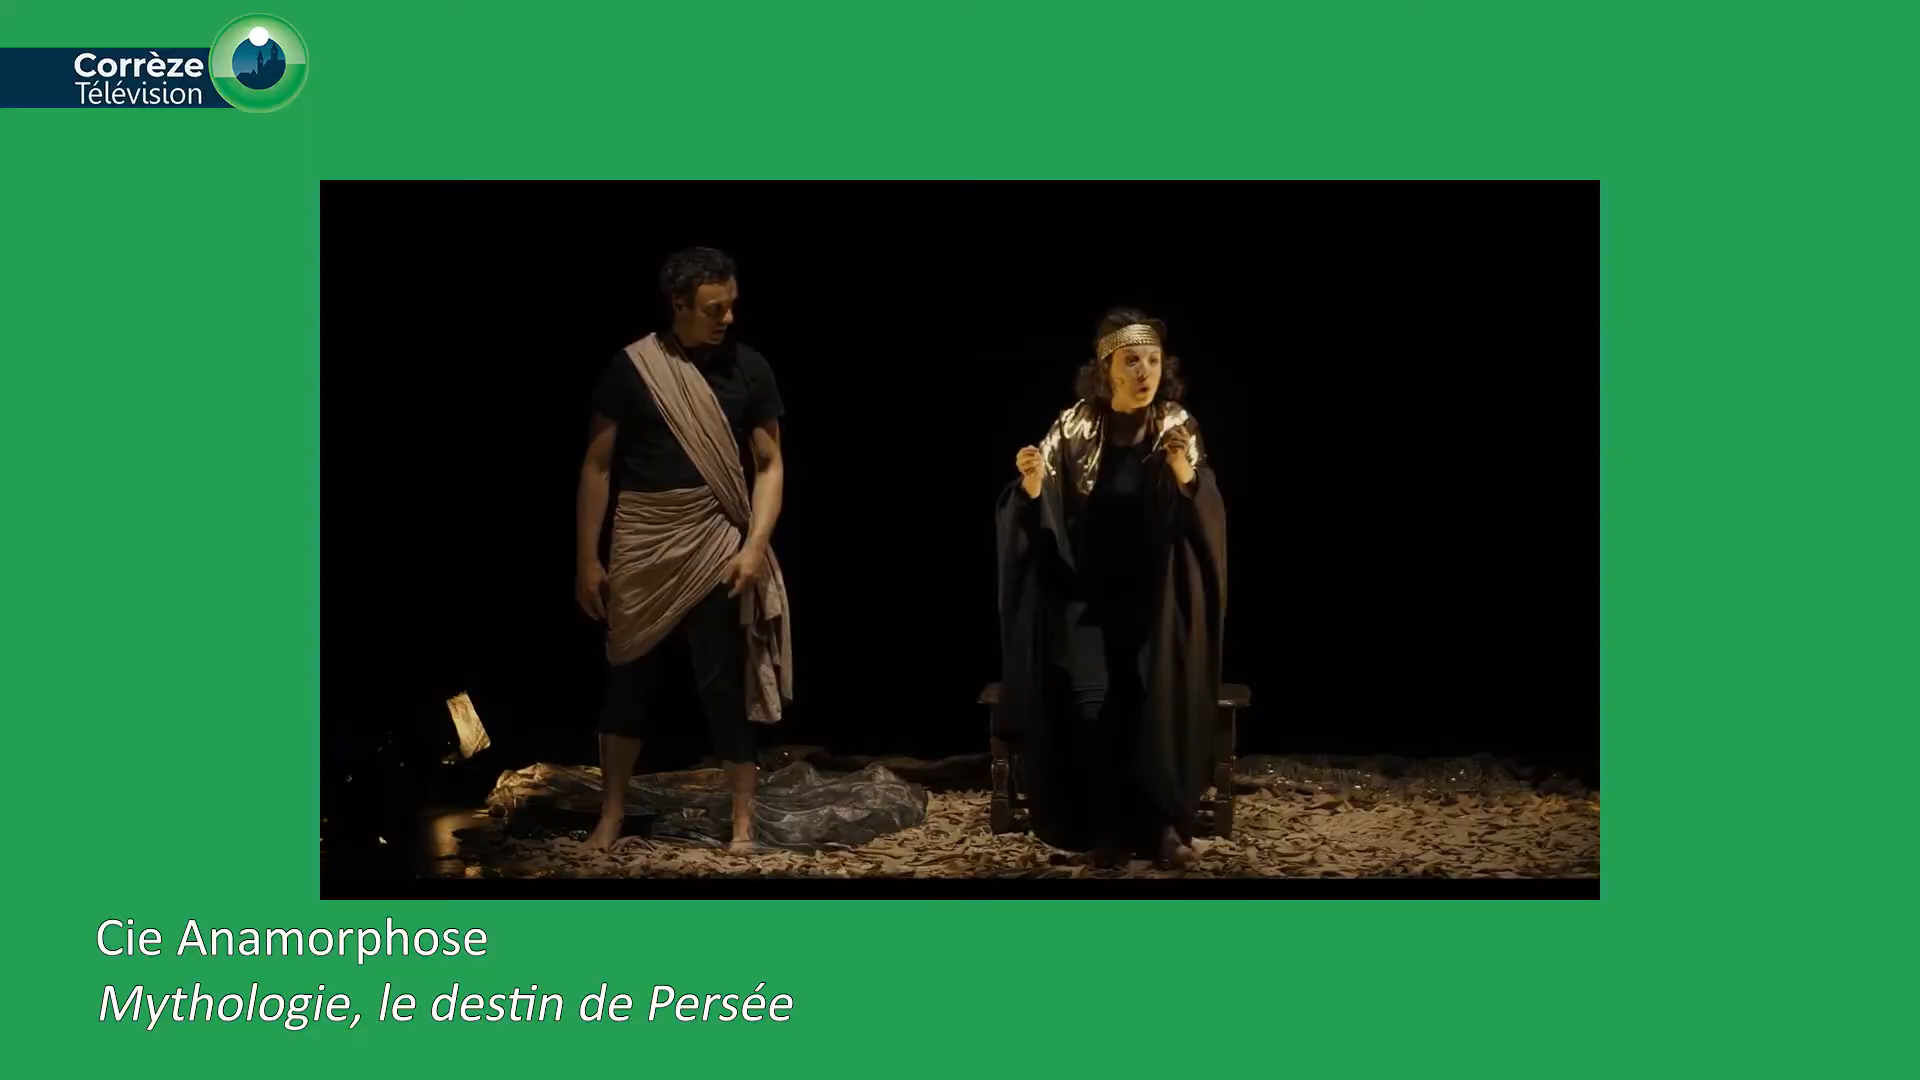 Corrèze
Télévision
Cie Anamorphose
Mythologie, le destin de Persée